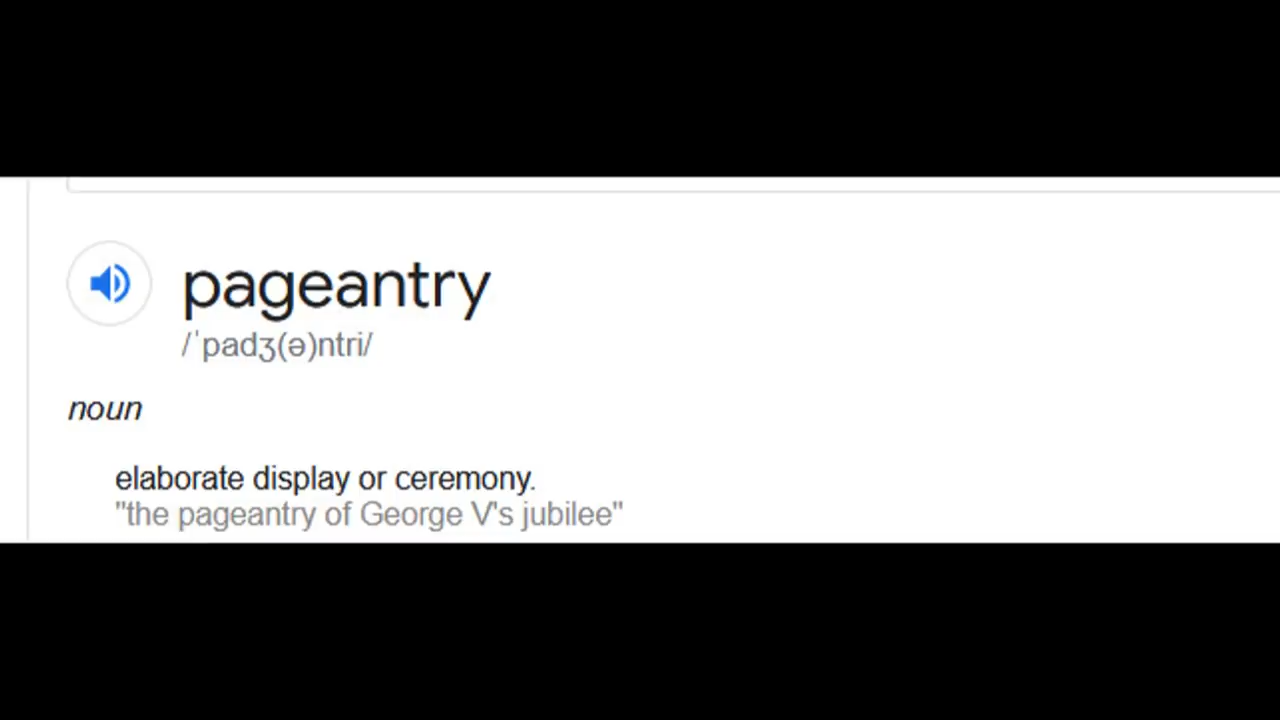 pageantry
/ˈpadʒ(ə)ntri/
noun
elaborate display or ceremony.
"the pageantry of George V's jubilee"